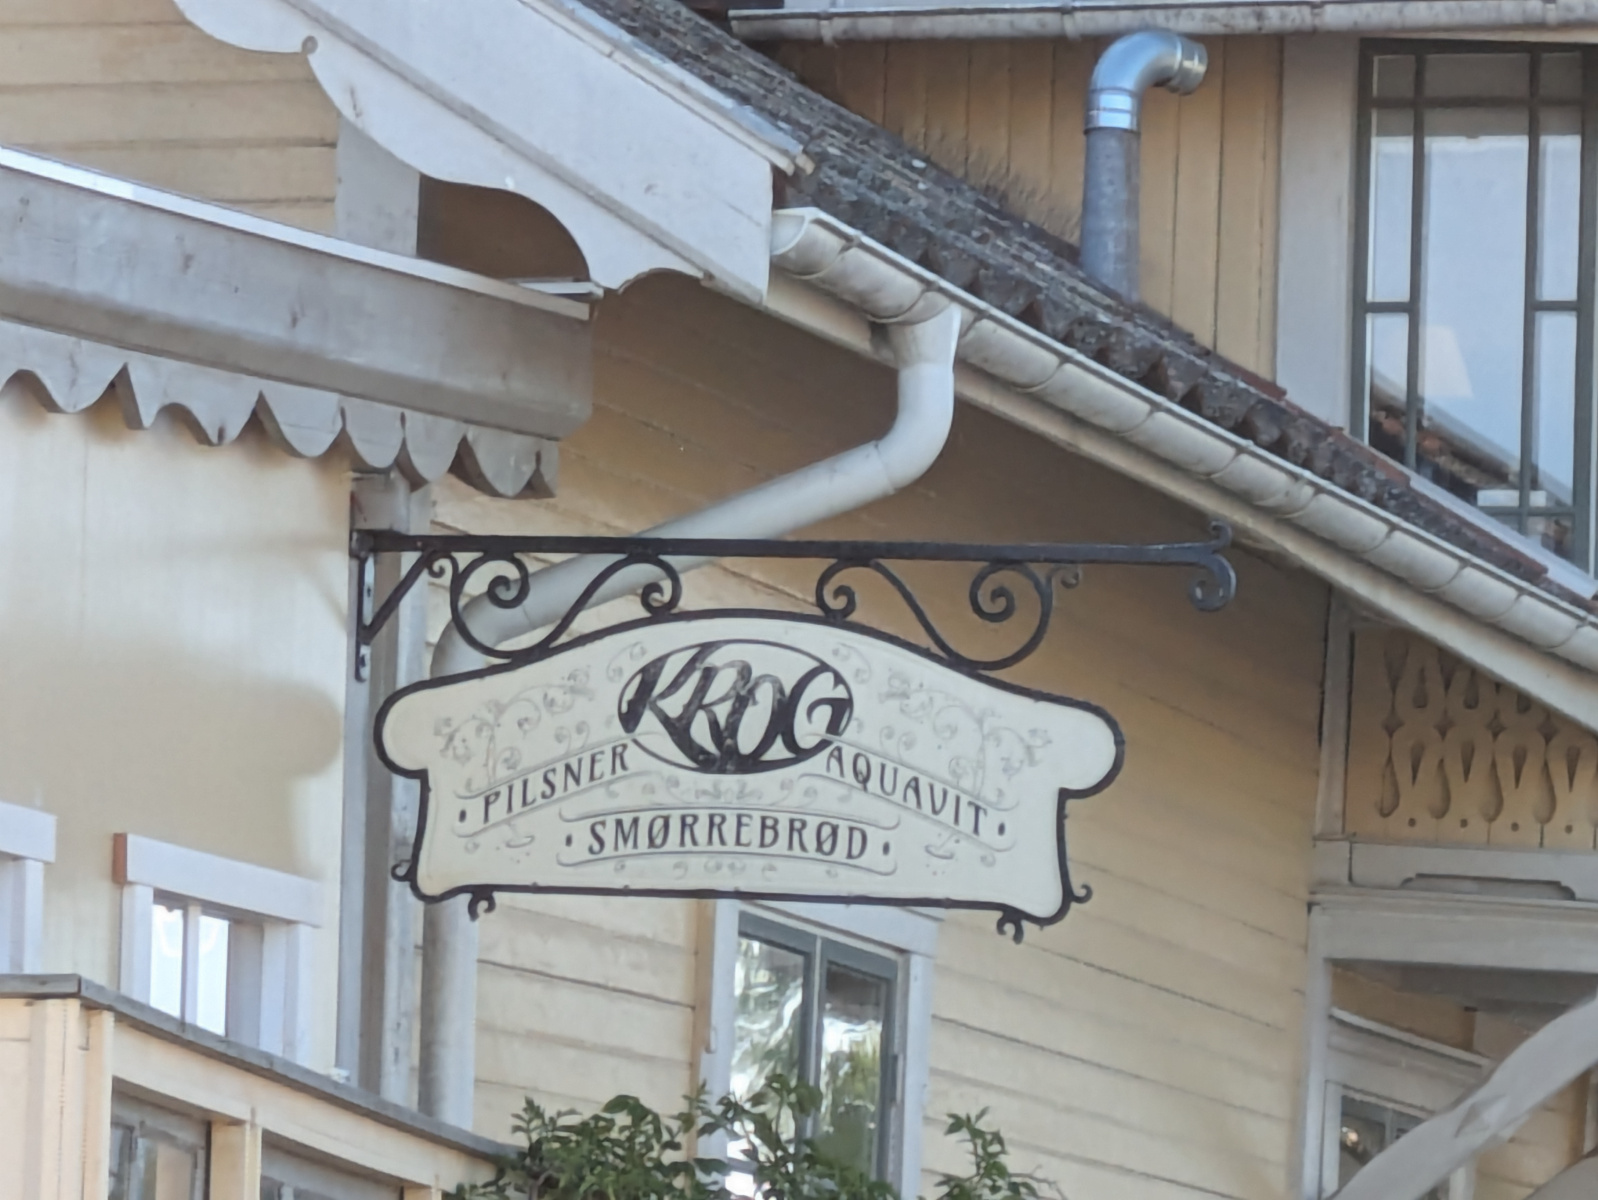 KROG
PILSNER AQUAVIT
· SMØRREBRØD ·